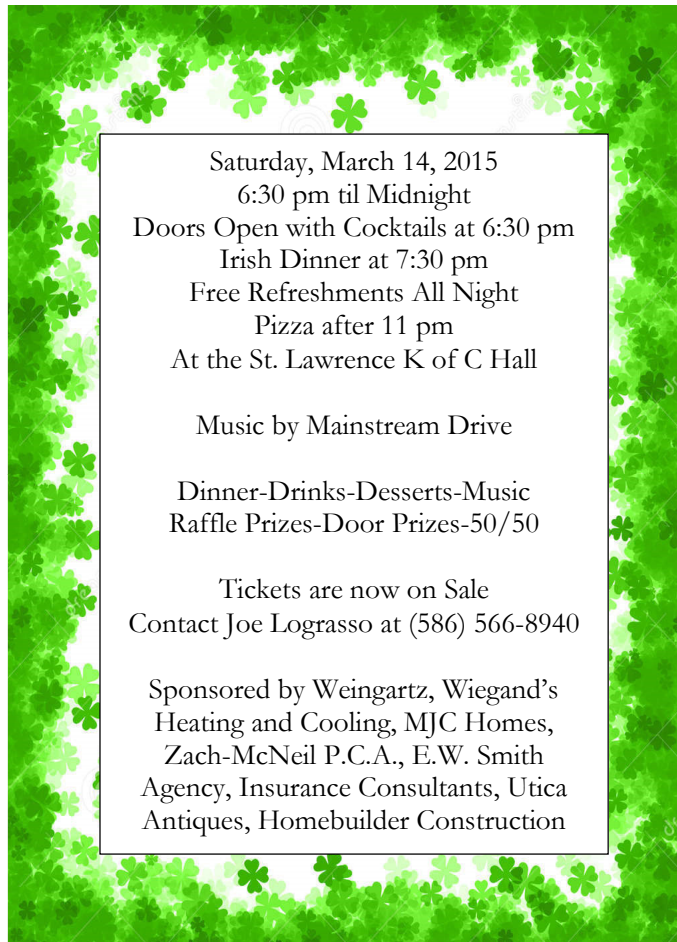 Saturday, March 14, 2015
6:30 pm til Midnight
Doors Open with Cocktails at 6:30 pm
Irish Dinner at 7:30 pm
Free Refreshments All Night
Pizza after 11 pm
At the St. Lawrence K of C Hall
Music by Mainstream Drive
Dinner-Drinks-Desserts-Music
Raffle Prizes-Door Prizes-50/50
Tickets are now on Sale
Contact Joe Lograsso at (586) 566-8940
Sponsored by Weingartz, Wiegand's
Heating and Cooling, MJC Homes,
Zach-McNeil P.C.A., E.W. Smith
Agency, Insurance Consultants, Utica
Antiques, Homebuilder Construction